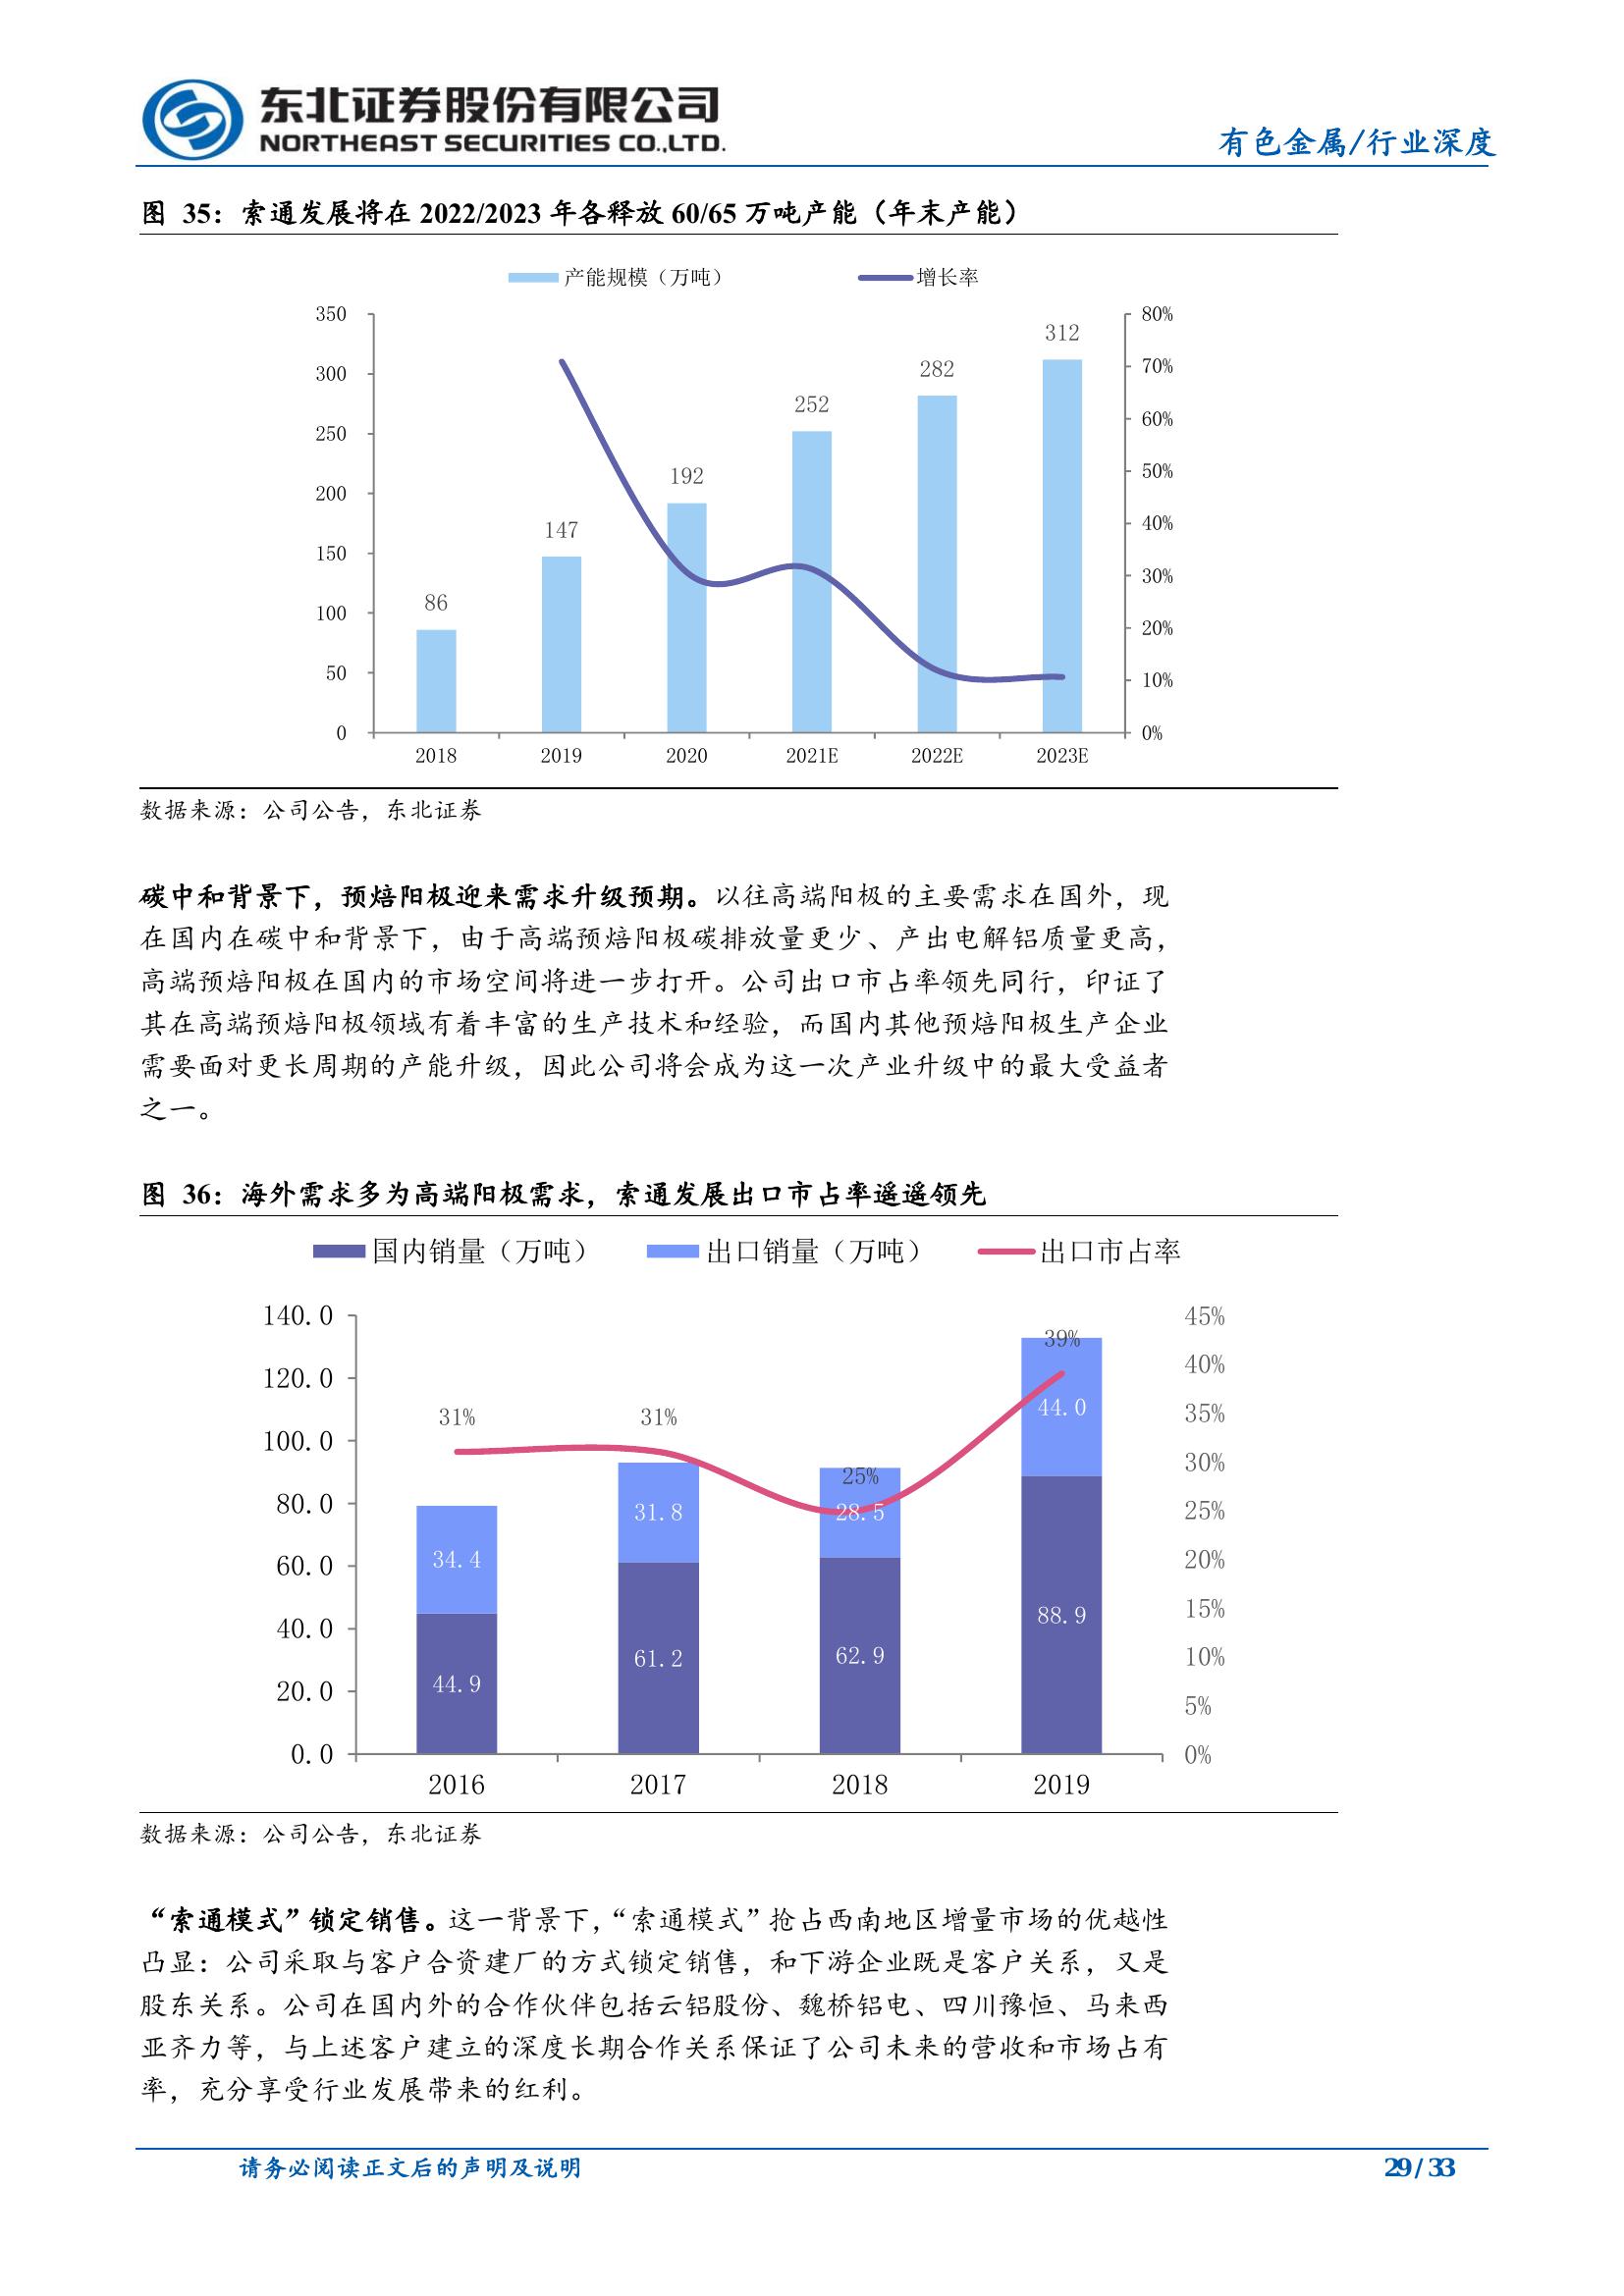 东北证券股份有限公司
NORTHEAST SECURITIES CO.,LTD.
有色金属/行业深度
图 35：索通发展将在 2022/2023 年各释放 60/65 万吨产能（年末产能）
产能规模（万吨） 增长率
350 80%
300 70%
250 60%
200 50%
150 40%
100 30%
50 20%
0 10%
0%
86 147 192 252 282 312
2018 2019 2020 2021E 2022E 2023E
数据来源：公司公告，东北证券
碳中和背景下，预焙阳极迎来需求升级预期。以往高端阳极的主要需求在国外，现
在国内在碳中和背景下，由于高端预焙阳极碳排放量更少、产出电解铝质量更高，
高端预焙阳极在国内的市场空间将进一步打开。公司出口市占率领先同行，印证了
其在高端预焙阳极领域有着丰富的生产技术和经验，而国内其他预焙阳极生产企业
需要面对更长周期的产能升级，因此公司将会成为这一次产业升级中的最大受益者
之一。
图 36：海外需求多为高端阳极需求，索通发展出口市占率遥遥领先
国内销量（万吨） 出口销量（万吨） 出口市占率
140.0 45%
120.0 40%
100.0 35%
80.0 30%
60.0 25%
40.0 20%
20.0 15%
0.0 10%
5%
0%
31% 31% 25% 39%
34.4 31.8 28.5 44.0
44.9 61.2 62.9 88.9
2016 2017 2018 2019
数据来源：公司公告，东北证券
“索通模式”锁定销售。这一背景下，“索通模式”抢占西南地区增量市场的优越性
凸显：公司采取与客户合资建厂的方式锁定销售，和下游企业既是客户关系，又是
股东关系。公司在国内外的合作伙伴包括云铝股份、魏桥铝电、四川豫恒、马来西
亚齐力等，与上述客户建立的深度长期合作关系保证了公司未来的营收和市场占有
率，充分享受行业发展带来的红利。
请务必阅读正文后的声明及说明
29 / 33